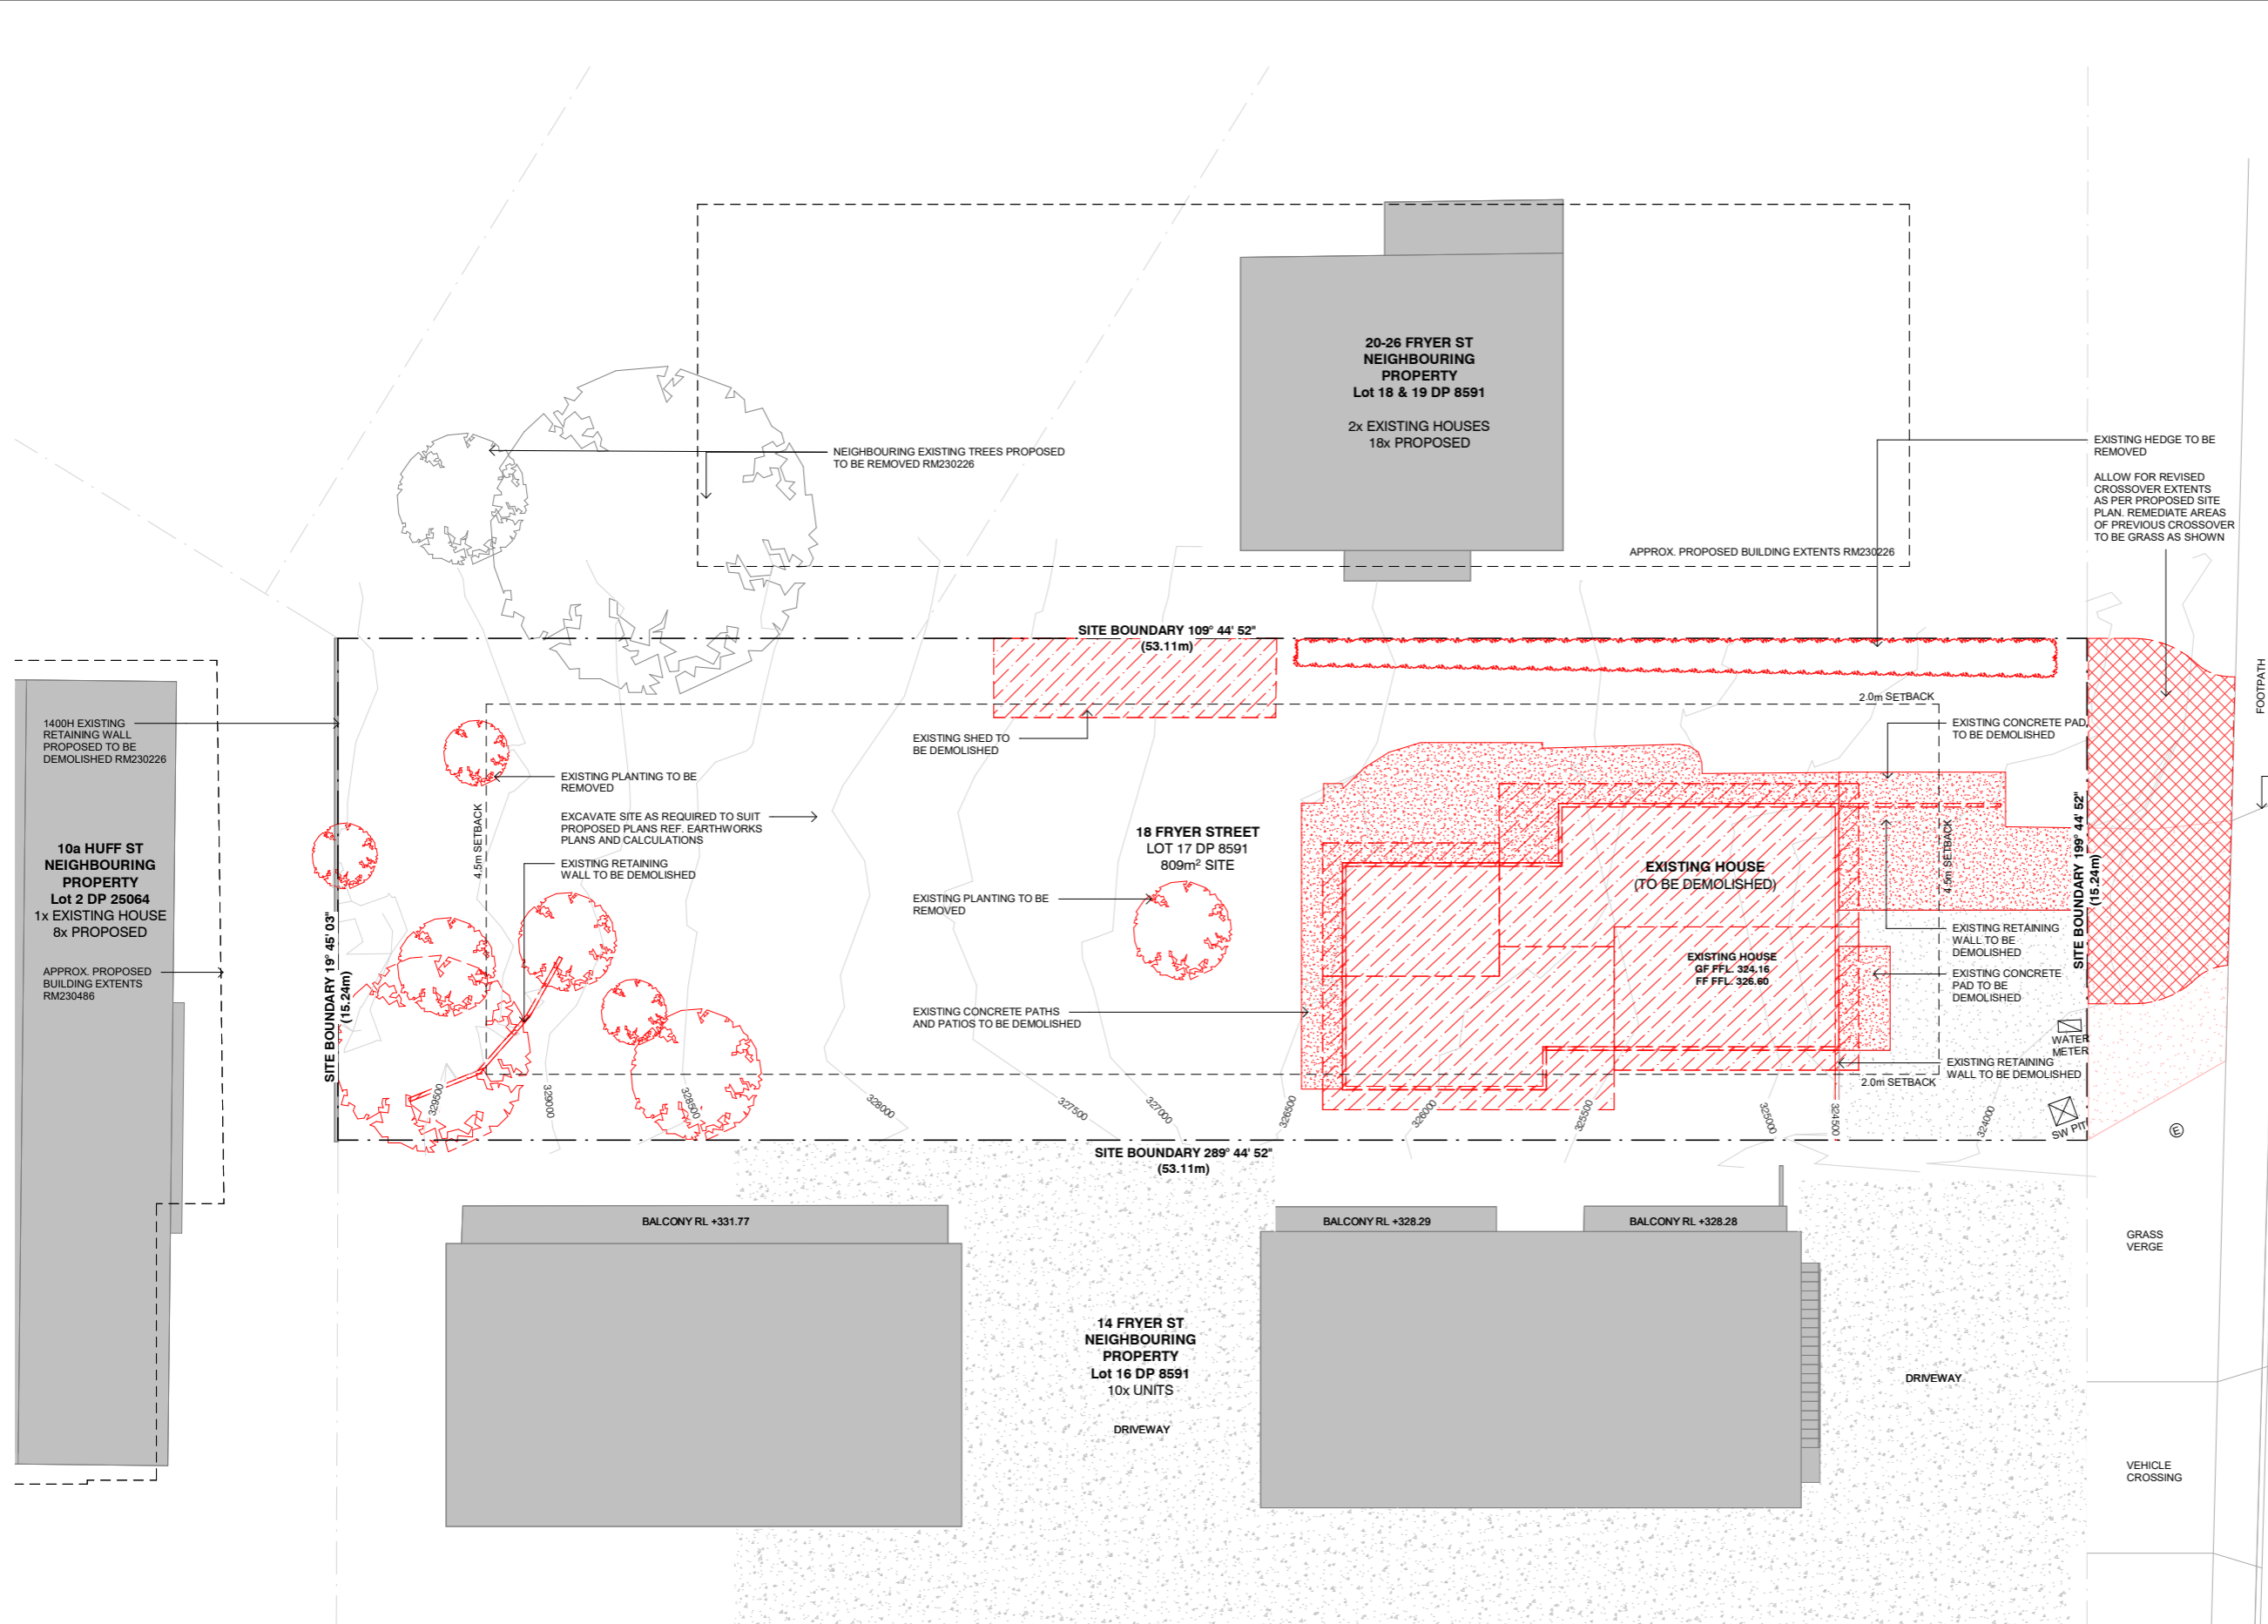 20-26 FRYER ST
NEIGHBOURING
PROPERTY
Lot 18 & 19 DP 8591
2x EXISTING HOUSES
18x PROPOSED
NEIGHBOURING EXISTING TREES PROPOSED
TO BE REMOVED RM230226
EXISTING HEDGE TO BE
REMOVED
ALLOW FOR REVISED
CROSSOVER EXTENTS
AS PER PROPOSED SITE
PLAN. REMEDIATE AREAS
OF PREVIOUS CROSSOVER
TO BE GRASS AS SHOWN
APPROX. PROPOSED BUILDING EXTENTS RM230226
SITE BOUNDARY 109° 44' 52"
(53.11m)
FOOTPATH
2.0m SETBACK
1400H EXISTING
RETAINING WALL
PROPOSED TO BE
DEMOLISHED RM230226
EXISTING SHED TO
BE DEMOLISHED
EXISTING CONCRETE PAD
TO BE DEMOLISHED
EXISTING PLANTING TO BE
REMOVED
4.5m SETBACK
EXCAVATE SITE AS REQUIRED TO SUIT
PROPOSED PLANS REF. EARTHWORKS
PLANS AND CALCULATIONS
18 FRYER STREET
LOT 17 DP 8591
809m² SITE
EXISTING RETAINING
WALL TO BE DEMOLISHED
10a HUFF ST
NEIGHBOURING
PROPERTY
Lot 2 DP 25064
1x EXISTING HOUSE
8x PROPOSED
EXISTING HOUSE
(TO BE DEMOLISHED)
4.5m SETBACK
SITE BOUNDARY 199° 44' 52"
(15.24m)
EXISTING PLANTING TO BE
REMOVED
EXISTING RETAINING
WALL TO BE
DEMOLISHED
SITE BOUNDARY 19° 45' 03"
(15.24m)
EXISTING HOUSE
GF FFL. 324.16
FF FFL. 326.60
APPROX. PROPOSED
BUILDING EXTENTS
RM230486
EXISTING CONCRETE
PAD TO BE
DEMOLISHED
EXISTING CONCRETE PATHS
AND PATIOS TO BE DEMOLISHED
WATER
METER
EXISTING RETAINING
WALL TO BE DEMOLISHED
2.0m SETBACK
329500
329000
328500
328000
327500
327000
326500
326000
325500
325000
324500
324000
SW PIT
E
SITE BOUNDARY 289° 44' 52"
(53.11m)
BALCONY RL +331.77
BALCONY RL +328.29
BALCONY RL +328.28
GRASS
VERGE
14 FRYER ST
NEIGHBOURING
PROPERTY
Lot 16 DP 8591
10x UNITS
DRIVEWAY
DRIVEWAY
VEHICLE
CROSSING